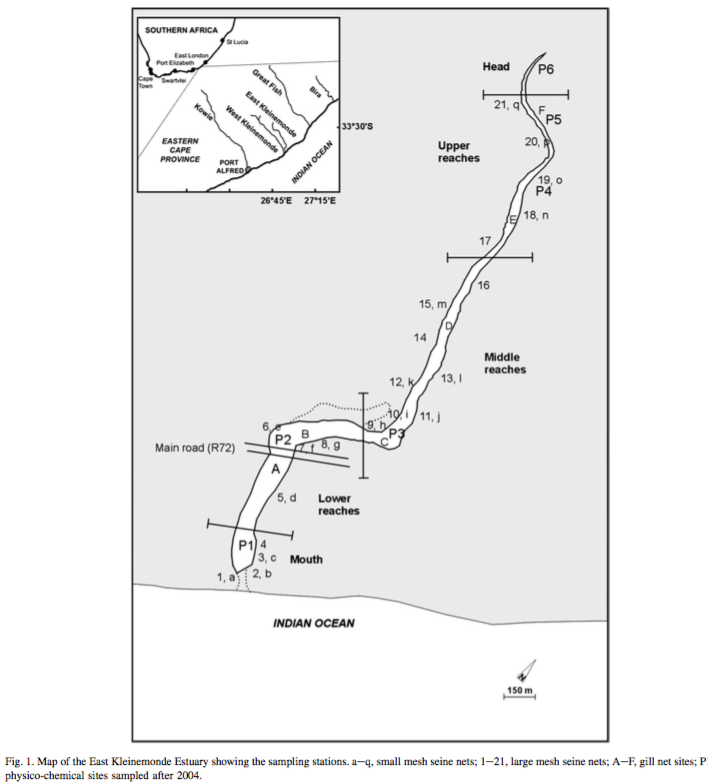 SOUTHERN AFRICA
St Lucia
East London
Port Elizabeth
Cape
Town
Swartvlei
Great Fish
Bira
Kowie
East Kleinemonde
West Kleinemonde
33°30'S
EASTERN
CAPE
PROVINCE
PORT
ALFRED
INDIAN OCEAN
26°45'E 27°15'E
Head
P6
21, q
F
P5
Upper
reaches
20, p
19, o
P4
E
18, n
17
16
15, m
D
14
Middle
reaches
12, k
13, l
10, i
11, j
9, h
6, e
B
P2
P3
C
7, f
8, g
Main road (R72)
A
5, d
Lower
reaches
P1
4
3, c
Mouth
1, a
2, b
INDIAN OCEAN
N
150 m
Fig. 1. Map of the East Kleinemonde Estuary showing the sampling stations. a–q, small mesh seine nets; 1–21, large mesh seine nets; A–F, gill net sites; P
physico-chemical sites sampled after 2004.